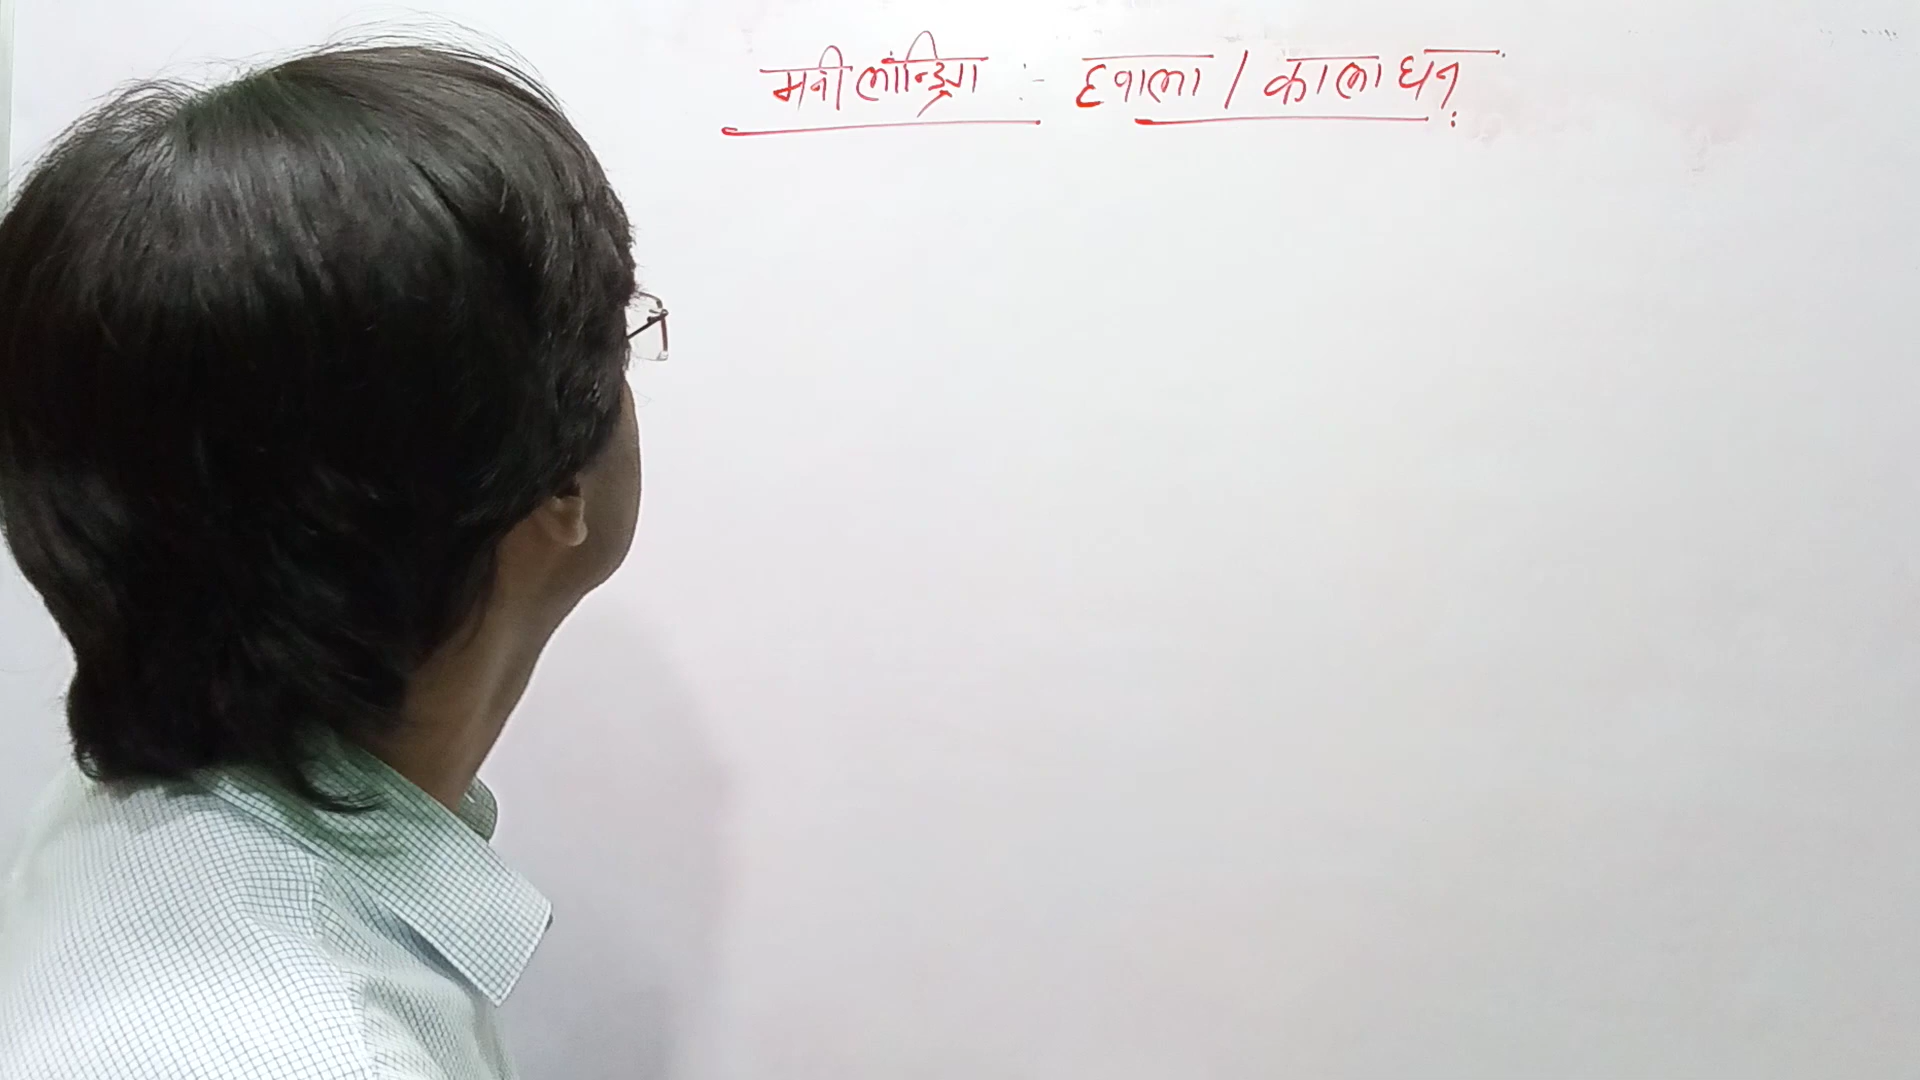 मनी लॉन्ड्रिंग :- हवाला / काला धन